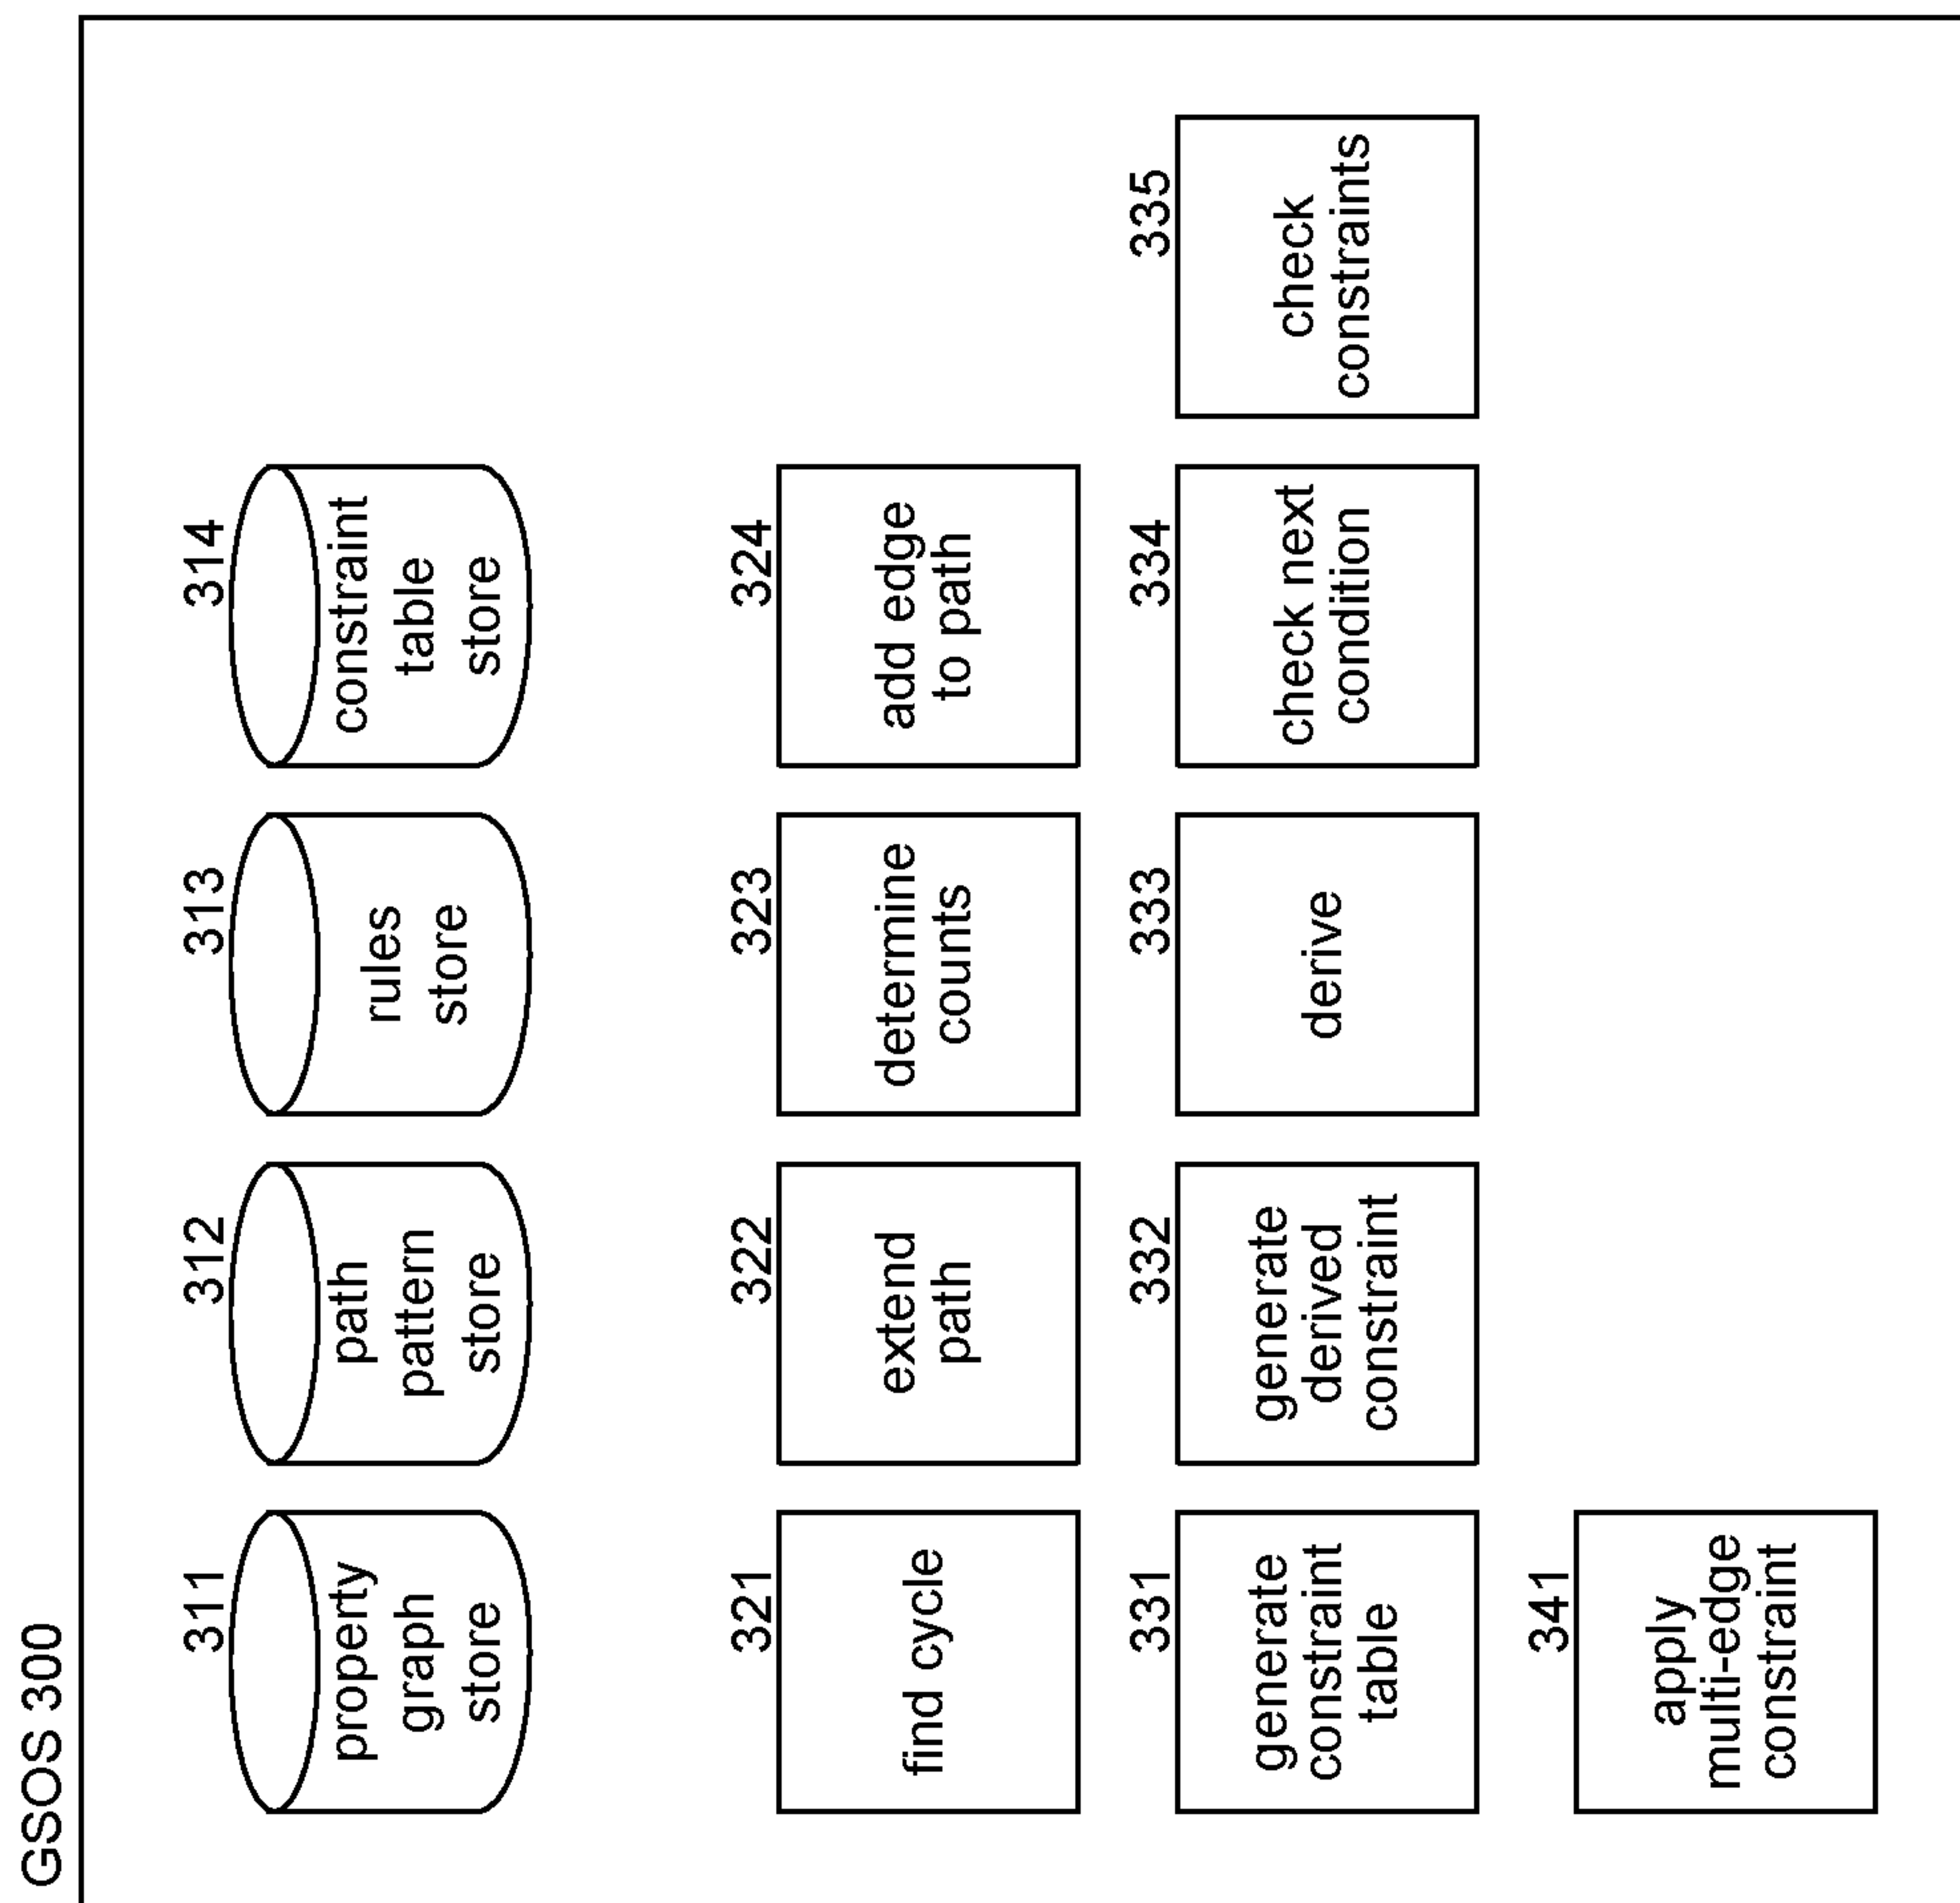 GSOS 300
311
property
graph
store
312
path
pattern
store
313
rules
store
314
constraint
table
store
321
find cycle
322
extend
path
323
determine
counts
324
add edge
to path
331
generate
constraint
table
332
generate
derived
constraint
333
derive
334
check next
condition
335
check
constraints
341
apply
multi-edge
constraint